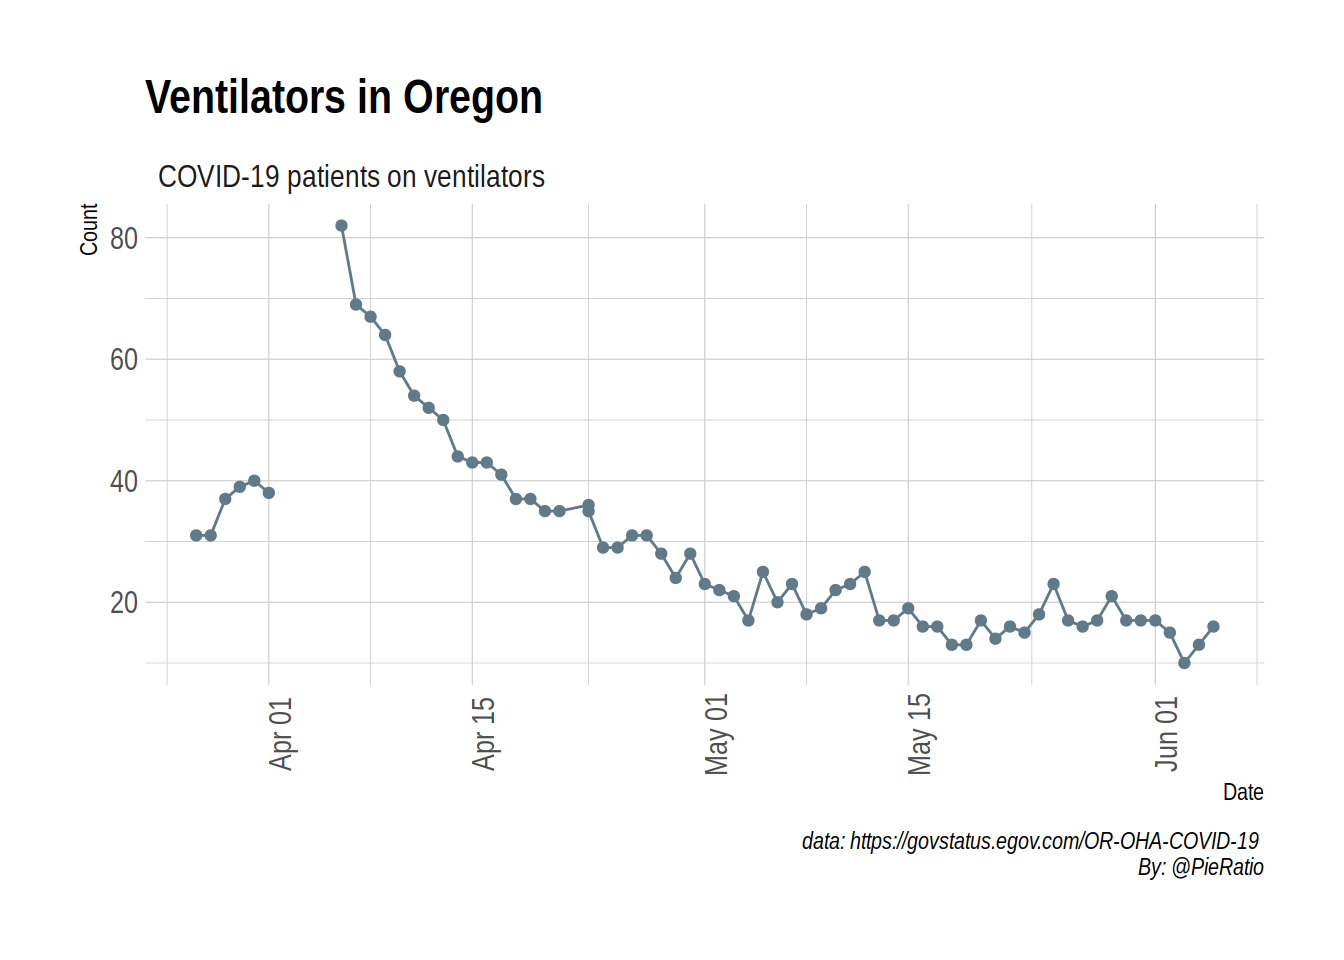 Ventilators in Oregon
COVID-19 patients on ventilators
Count
80
60
40
20
Apr 01
Apr 15
May 01
May 15
Jun 01
Date
data: https://govstatus.egov.com/OR-OHA-COVID-19
By: @PieRatio